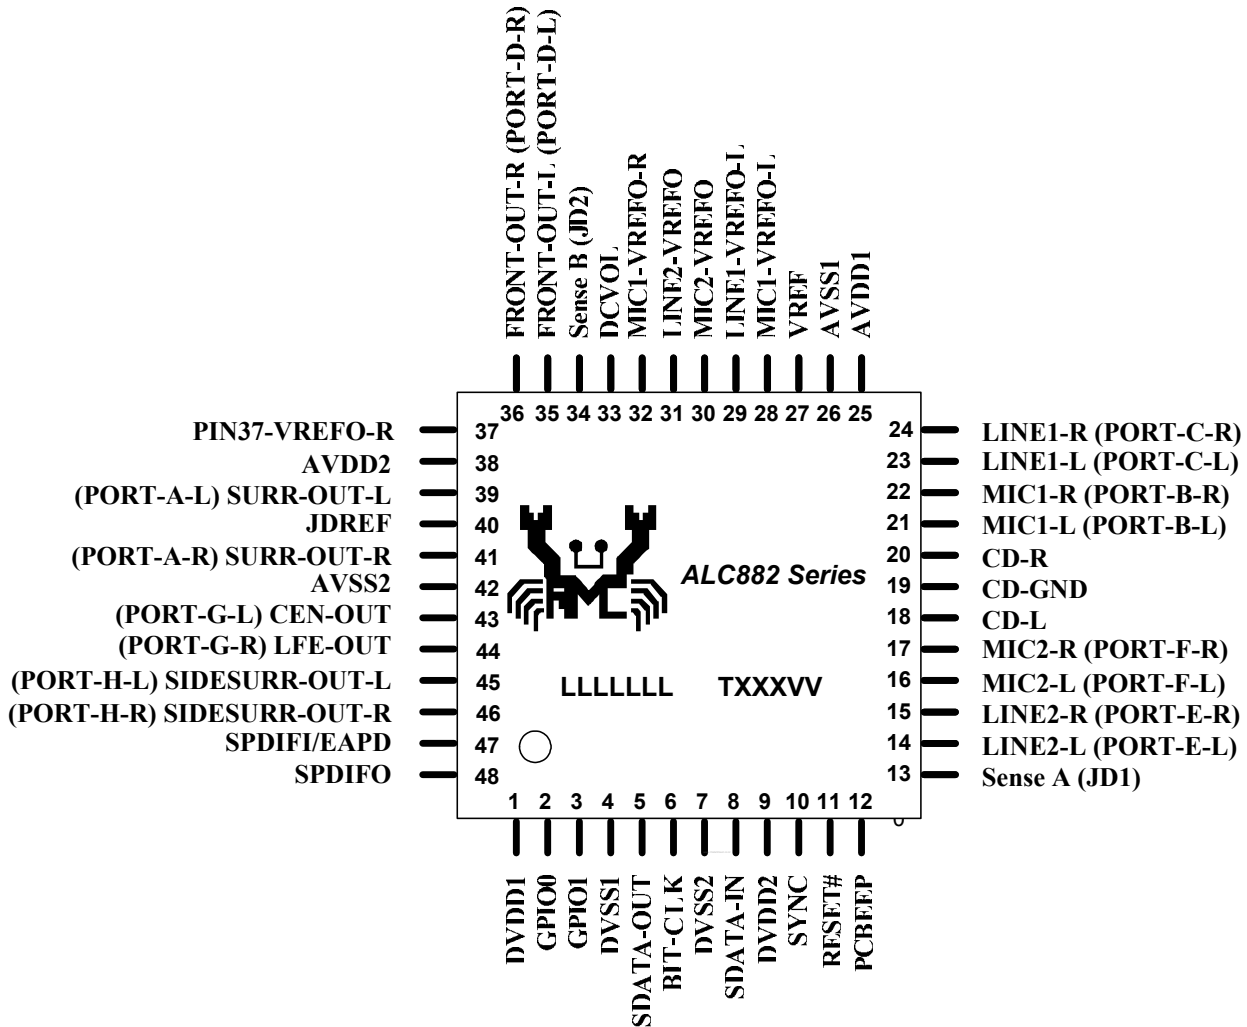 FRONT-OUT-R (PORT-D-R)
FRONT-OUT-L (PORT-D-L)
Sense B (JD2)
DCVOL
MIC1-VREFO-R
LINE2-VREFO
MIC2-VREFO
LINE1-VREFO-L
MIC1-VREFO-L
VREF
AVSS1
AVDD1
36 35 34 33 32 31 30 29 28 27 26 25
PIN37-VREFO-R 37
AVDD2 38
(PORT-A-L) SURR-OUT-L 39
JDREF 40
(PORT-A-R) SURR-OUT-R 41
AVSS2 42
(PORT-G-L) CEN-OUT 43
(PORT-G-R) LFE-OUT 44
(PORT-H-L) SIDESURR-OUT-L 45
(PORT-H-R) SIDESURR-OUT-R 46
SPDIFI/EAPD 47
SPDIFO 48
ALC882 Series
LLLLLLL TXXXVV
24 LINE1-R (PORT-C-R)
23 LINE1-L (PORT-C-L)
22 MIC1-R (PORT-B-R)
21 MIC1-L (PORT-B-L)
20 CD-R
19 CD-GND
18 CD-L
17 MIC2-R (PORT-F-R)
16 MIC2-L (PORT-F-L)
15 LINE2-R (PORT-E-R)
14 LINE2-L (PORT-E-L)
13 Sense A (JD1)
1 2 3 4 5 6 7 8 9 10 11 12
DVDD1
GPIO0
GPIO1
DVSS1
SDATA-OUT
BIT-CLK
DVSS2
SDATA-IN
DVDD2
SYNC
RESET#
PCBEEP